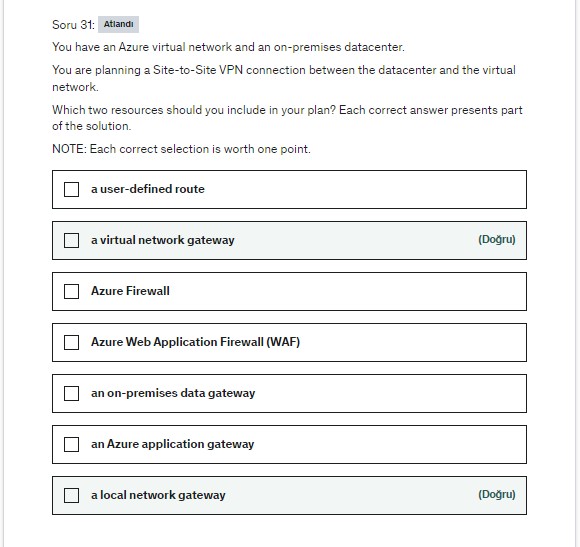 Soru 31: Atlandı
You have an Azure virtual network and an on-premises datacenter.
You are planning a Site-to-Site VPN connection between the datacenter and the virtual
network.
Which two resources should you include in your plan? Each correct answer presents part
of the solution.
NOTE: Each correct selection is worth one point.
a user-defined route
a virtual network gateway (Doğru)
Azure Firewall
Azure Web Application Firewall (WAF)
an on-premises data gateway
an Azure application gateway
a local network gateway (Doğru)